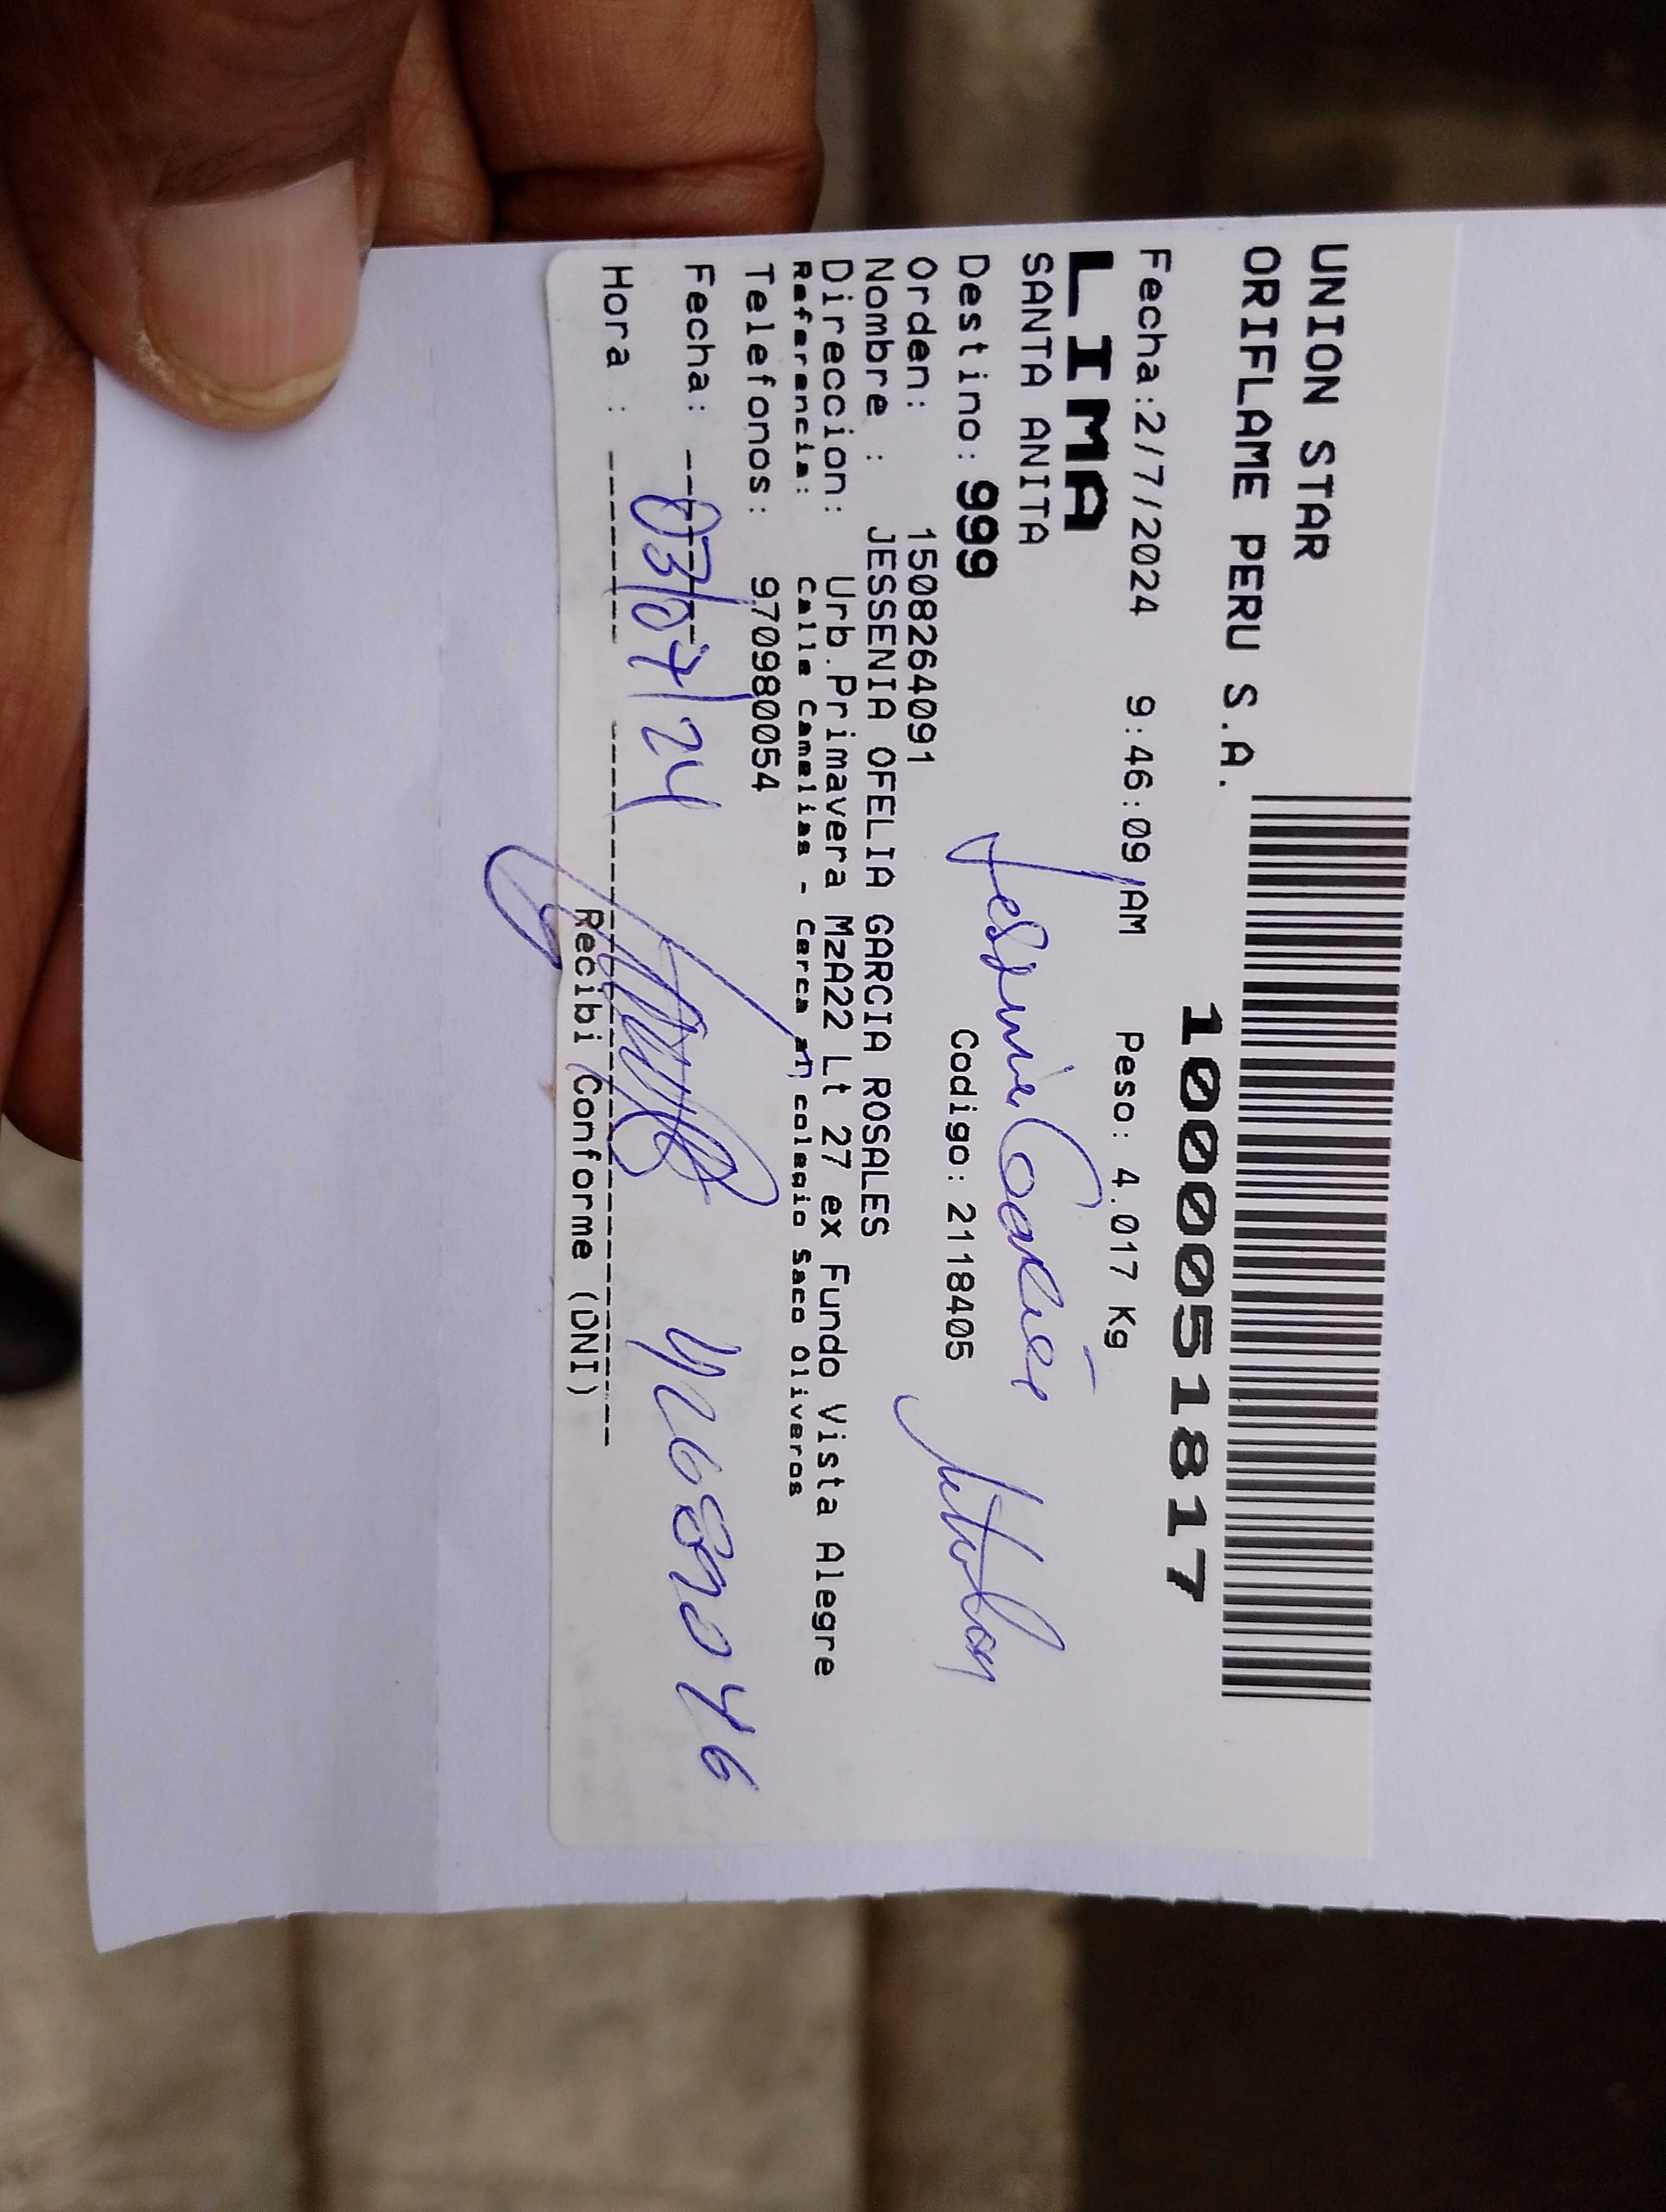 UNION STAR
ORIFLAME PERU S.A.
1000051817
Fecha:2/7/2024 9:46:09 AM Peso: 4.017 Kg
LIMA
SANTA ANITA
Jessenia Garcia
Destino: 999 Codigo: 2118405
Orden: 1508264091
Nombre : JESSENIA OFELIA GARCIA ROSALES
Direccion: Urb.Primavera MzA22 Lt 27 ex Fundo Vista Alegre
Referencia: Calle Camelias - Cerca al colegio Saco Oliveros
Telefonos: 970980054
Fecha: 03/07/24
Hora :
Recibi Conforme (DNI)